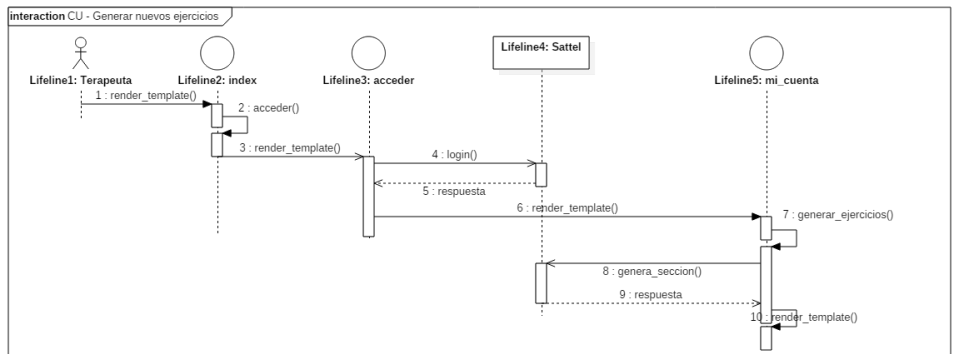 interaction CU - Generar nuevos ejercicios
Lifeline4: Sattel
Lifeline1: Terapeuta
Lifeline2: index
Lifeline3: acceder
Lifeline5: mi_cuenta
1 : render_template()
2 : acceder()
3 : render_template()
4 : login()
5 : respuesta
6 : render_template()
7 : generar_ejercicios()
8 : genera_seccion()
9 : respuesta
10 : render_template()